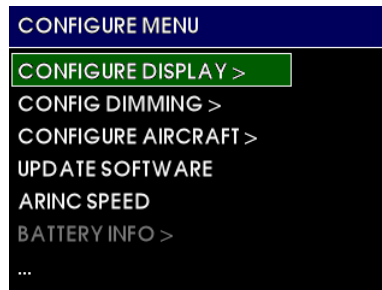 CONFIGURE MENU
CONFIGURE DISPLAY >
CONFIG DIMMING >
CONFIGURE AIRCRAFT >
UPDATE SOFTWARE
ARINC SPEED
BATTERY INFO >
...